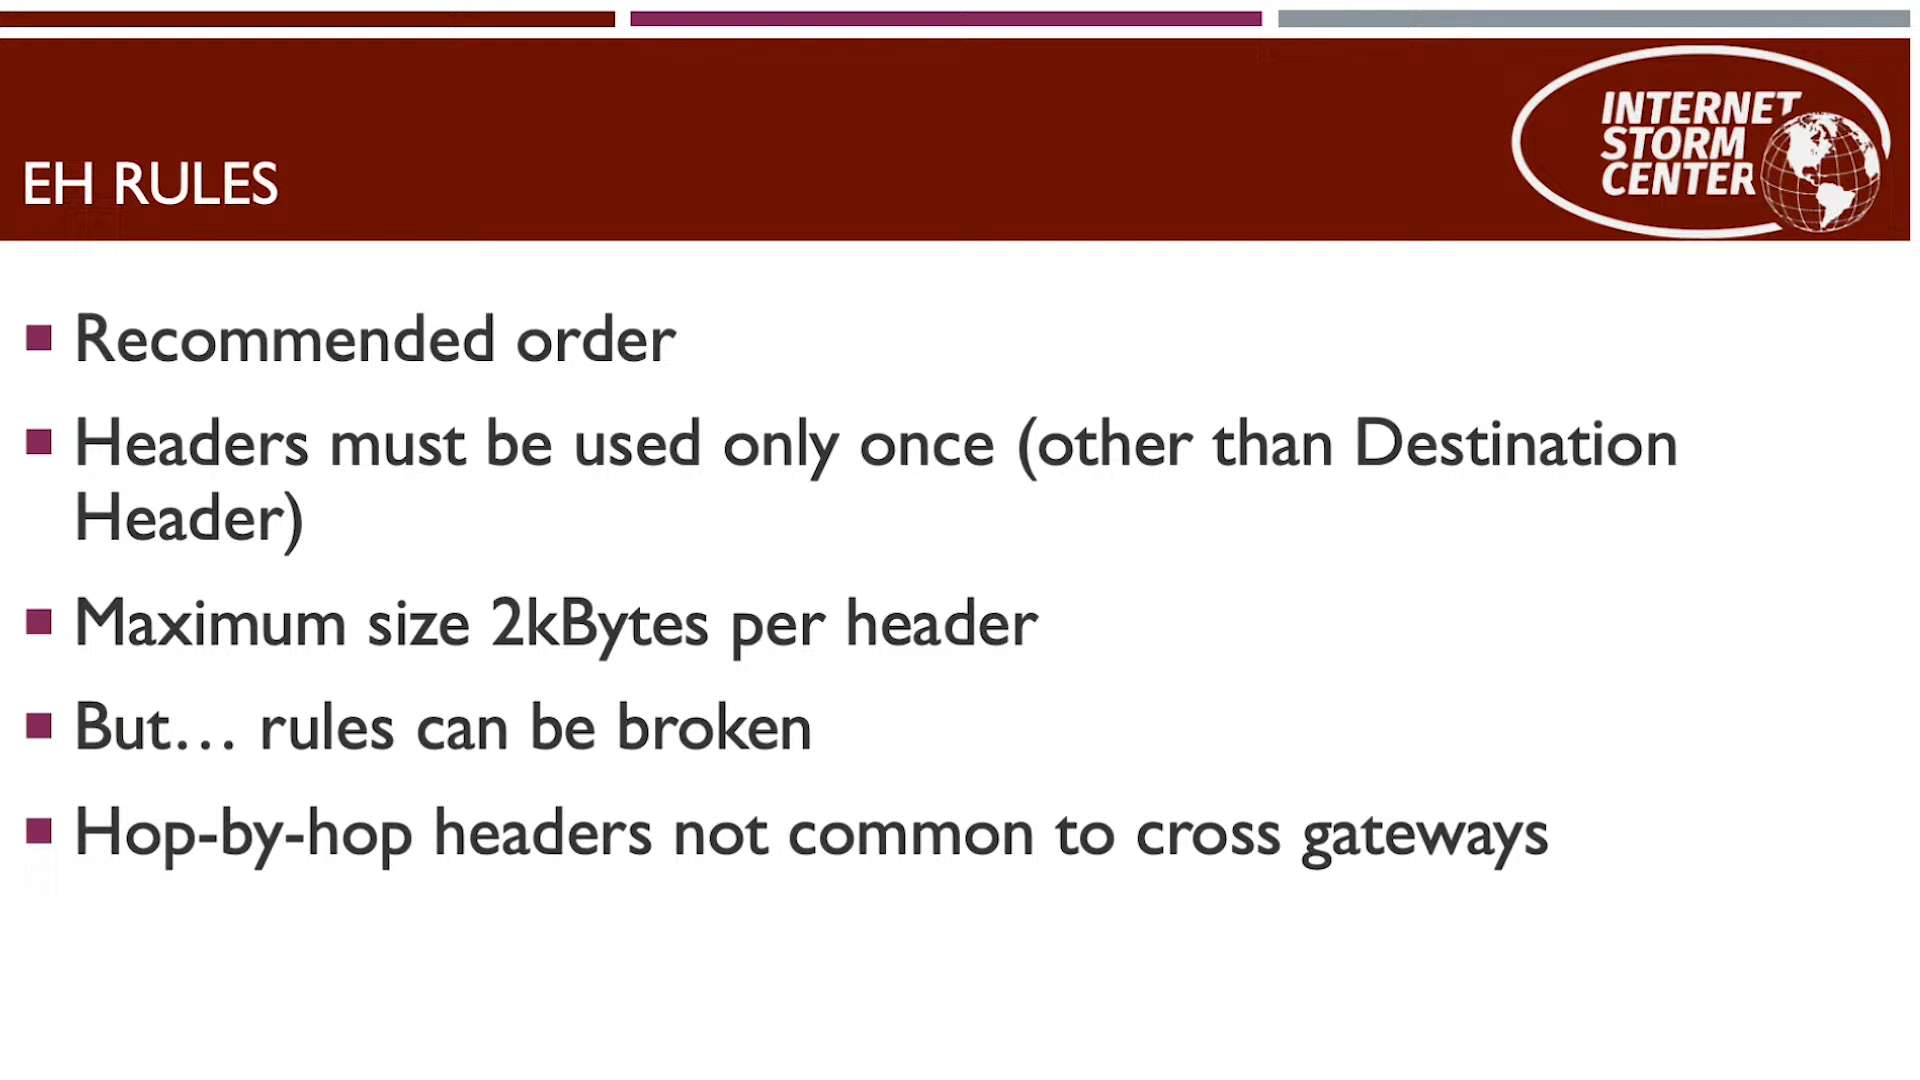 INTERNET
STORM
CENTER
EH RULES
Recommended order
Headers must be used only once (other than Destination
Header)
Maximum size 2kBytes per header
But... rules can be broken
Hop-by-hop headers not common to cross gateways